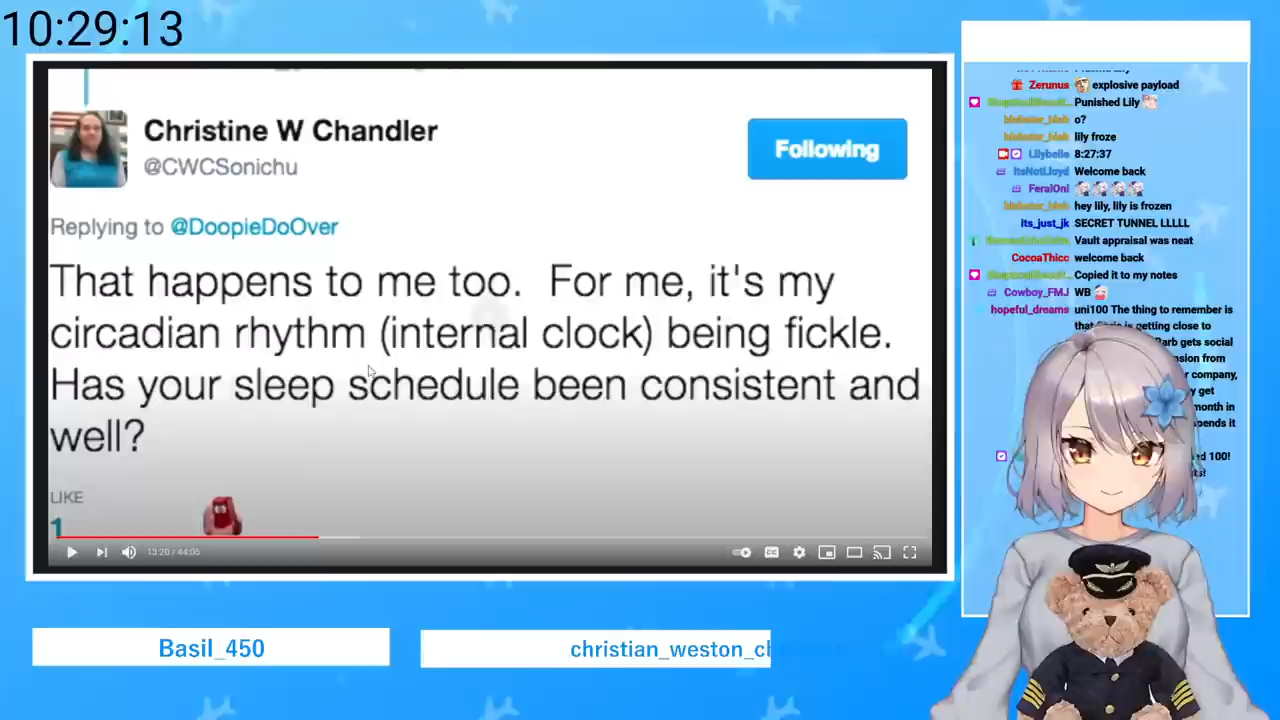 10:29:13
Christine W Chandler
@CWCSonichu
Following
Replying to @DoopieDoOver
That happens to me too. For me, it's my
circadian rhythm (internal clock) being fickle.
Has your sleep schedule been consistent and
well?
LIKE
1
13:20 / 44:05
Zerunus explosive payload
Punished Lily
o?
lily froze
Lilybelle 8:27:37
ItsNotLloyd Welcome back
FeralOni
hey lily, lily is frozen
its_just_jk SECRET TUNNEL LLLLL
Vault appraisal was neat
CocoaThicc welcome back
Copied it to my notes
Cowboy_FMJ WB
hopeful_dreams uni100 The thing to remember is
that is getting close to
Barb gets social
from
company,
get
month in
it
100!
Basil_450
christian_weston_ch